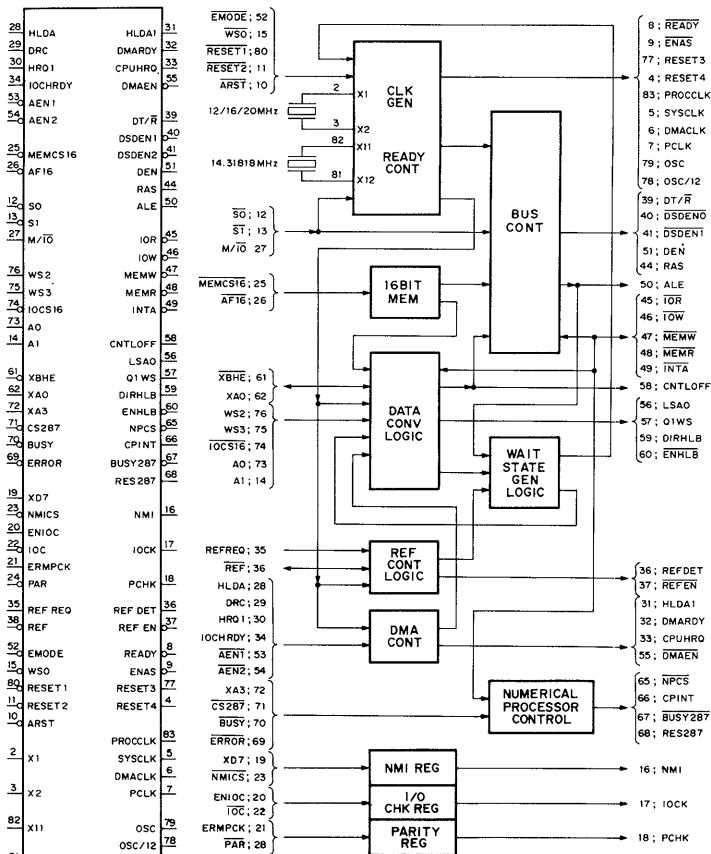 28 HLDA HLDA1 31
29 DRC DMARDY 32
30 HRQ1 CPUHRQ 33
34 IOCHRDY DMAEN 55
53 AEN1
54 AEN2 DT/R 39
DSDEN1 40
25 MEMCS16 DSDEN2 41
26 AF16 DEN 51
RAS 44
12 SO ALE 50
13 S1
27 M/IO IOR 45
IOW 46
76 WS2 MEMW 47
75 WS3 MEMR 48
74 IOCS16 INTA 49
73 AO
14 A1 CNTLOFF 58
LSAO 56
61 XBHE Q1WS 57
62 XAO DIRHLB 59
72 XA3 ENHLB 60
71 CS287 NPCS 65
70 BUSY CPINT 66
69 ERROR BUSY287 67
RES287 68
19 XD7
23 NMICS NMI 16
20 ENIOC
22 IOC IOCK 17
21 ERMPCK
24 PAR PCHK 18
35 REF REQ REF DET 36
38 REF REF EN 37
52 EMODE READY 8
15 WSO ENAS 9
80 RESET1 RESET3 77
11 RESET2 RESET4 4
10 ARST
PROCCLK 83
2 X1 SYSCLK 5
DMACLK 6
3 X2 PCLK 7
82 X11 OSC 79
OSC/12 78
EMODE; 52
WSO; 15
RESET1; 80
RESET2; 11
ARST; 10
2 X1
12/16/20MHz
3 X2
82 X11
14.31818MHz
81 X12
CLK
GEN
READY
CONT
SO; 12
S1; 13
M/IO 27
MEMCS16; 25
AF16; 26
16BIT
MEM
BUS
CONT
XBHE; 61
XAO; 62
WS2; 76
WS3; 75
IOCS16; 74
AO; 73
A1; 14
DATA
CONV
LOGIC
WAIT
STATE
GEN
LOGIC
REFREQ; 35
REF; 36
REF
CONT
LOGIC
HLDA; 28
DRC; 29
HRQ1; 30
IOCHRDY; 34
AEN1; 53
AEN2; 54
DMA
CONT
XA3; 72
CS287; 71
BUSY; 70
ERROR; 69
NUMERICAL
PROCESSOR
CONTROL
XD7; 19
NMICS; 23
NMI REG
ENIOC; 20
IOC; 22
I/O
CHK REG
ERMPCK; 21
PAR; 28
PARITY
REG
8; READY
9; ENAS
77; RESET3
4; RESET4
83; PROCCLK
5; SYSCLK
6; DMACLK
7; PCLK
79; OSC
78; OSC/12
39; DT/R
40; DSDENO
41; DSDEN1
51; DEN
44; RAS
50; ALE
45; IOR
46; IOW
47; MEMW
48; MEMR
49; INTA
58; CNTLOFF
56; LSAO
57; Q1WS
59; DIRHLB
60; ENHLB
36; REFDET
37; REFEN
31; HLDA1
32; DMARDY
33; CPUHRQ
55; DMAEN
65; NPCS
66; CPINT
67; BUSY287
68; RES287
16; NMI
17; IOCK
18; PCHK